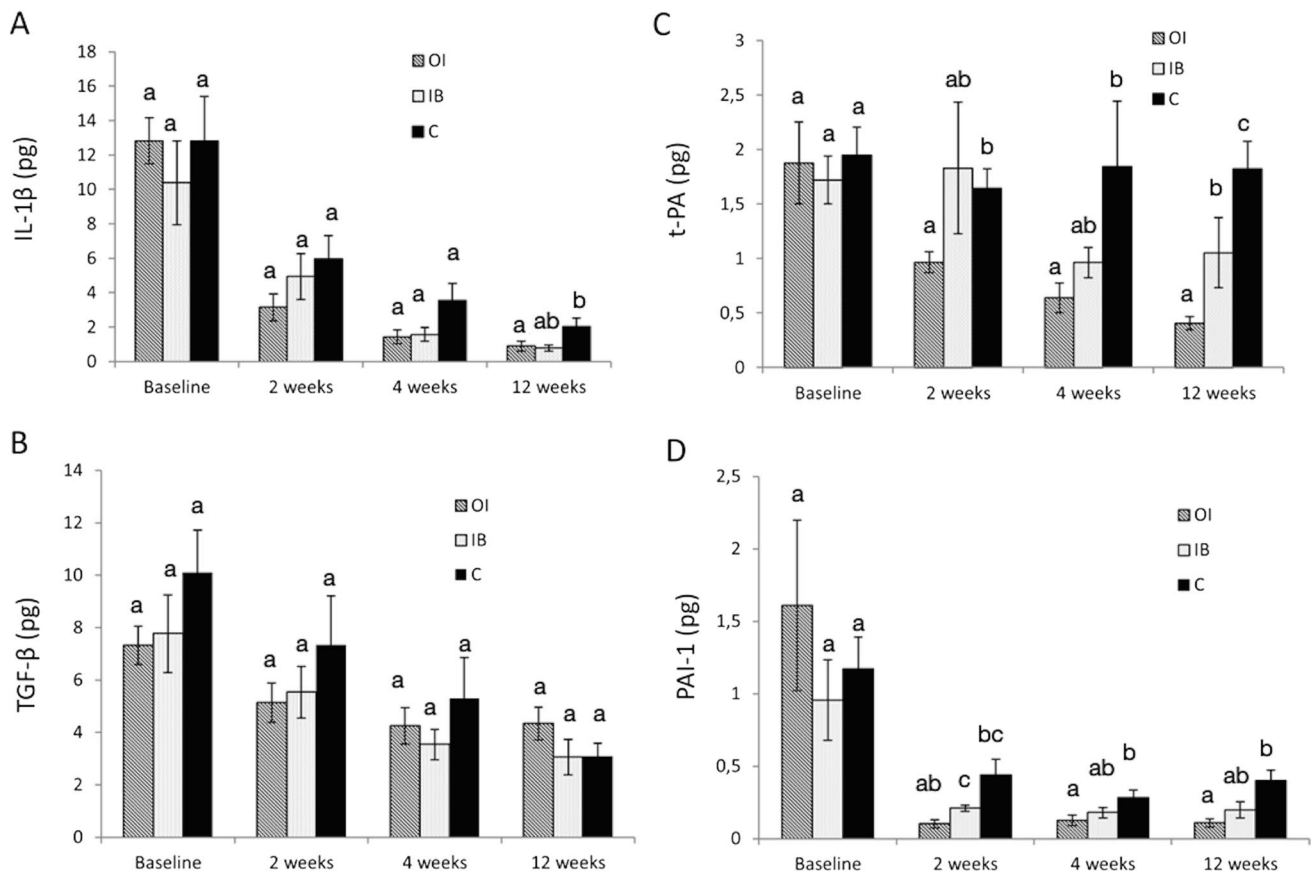 A
IL-1β (pg)
18
16
14
12
10
8
6
4
2
0
OI
IB
C
a a a
a a a
a a a
a ab b
Baseline 2 weeks 4 weeks 12 weeks
B
TGF-β (pg)
14
12
10
8
6
4
2
0
OI
IB
C
a a a
a a a
a a a
a a a
Baseline 2 weeks 4 weeks 12 weeks
C
t-PA (pg)
3
2,5
2
1,5
1
0,5
0
OI
IB
C
a a a
ab b
a ab b
a b c
Baseline 2 weeks 4 weeks 12 weeks
D
PAI-1 (pg)
2,5
2
1,5
1
0,5
0
OI
IB
C
a a a
ab c bc
a ab b
a ab b
Baseline 2 weeks 4 weeks 12 weeks